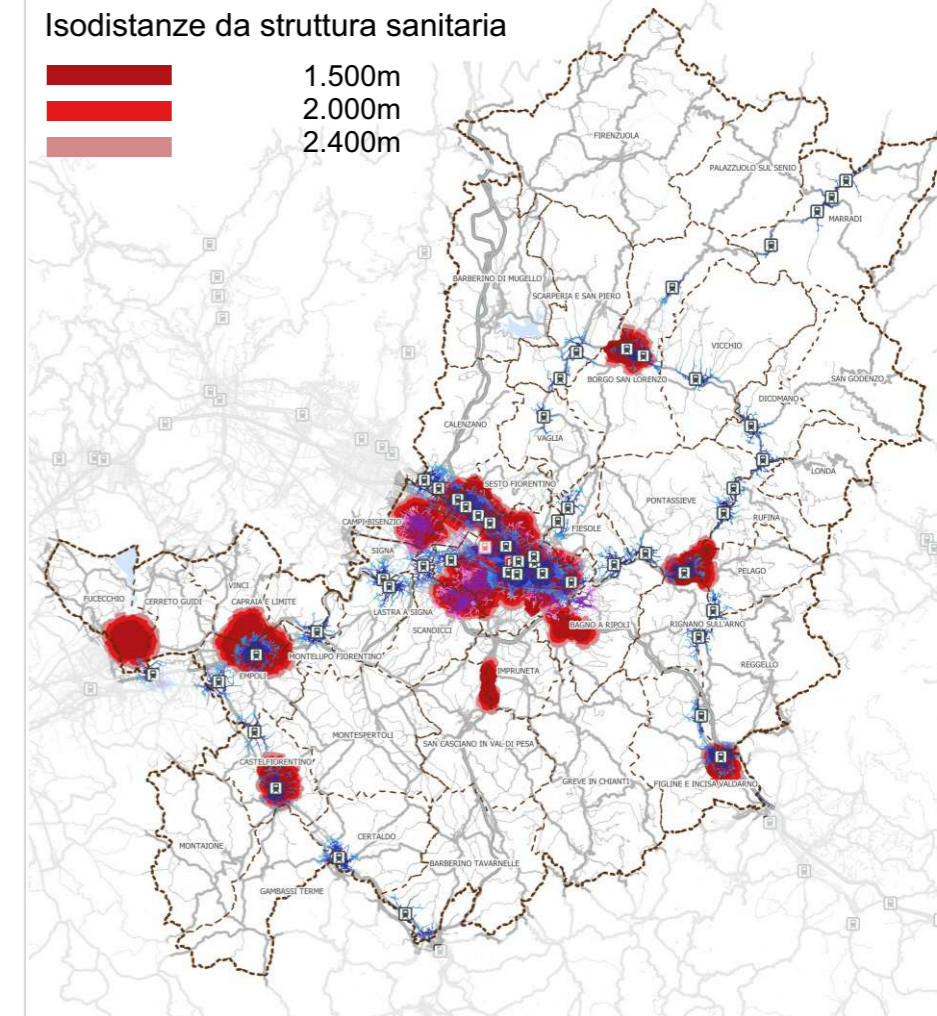 Isodistanze da struttura sanitaria
1.500m
2.000m
2.400m
FIRENZUOLA
PALAZZUOLO SUL SENIO
MARRADI
BARBERINO DI MUGELLO
SCARPERIA E SAN PIERO
VICCHIO
BORGO SAN LORENZO
SAN GODENZO
DICOMANO
CALENZANO
VAGLIA
LONDA
SESTO FIORENTINO
PONTASSIEVE
RUFINA
CAMPI BISENZIO
FIESOLE
SIGNA
PELAGO
VINCI
FUCECCHIO
CERRETO GUIDI
CAPRAIA E LIMITE
LASTRA A SIGNA
SCANDICCI
BAGNO A RIPOLI
RIGNANO SULL'ARNO
MONTELUPO FIORENTINO
REGGELLO
EMPOLI
IMPRUNETA
MONTESPERTOLI
SAN CASCIANO IN VAL DI PESA
CASTELFIORENTINO
GREVE IN CHIANTI
FIGLINE E INCISA VALDARNO
CERTALDO
MONTAIONE
BARBERINO TAVARNELLE
GAMBASSI TERME